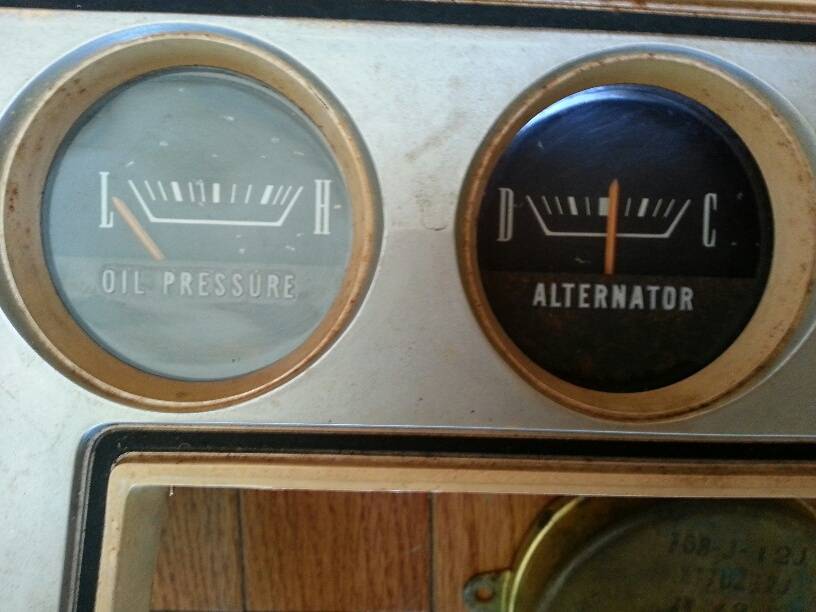 L H
OIL PRESSURE
D C
ALTERNATOR